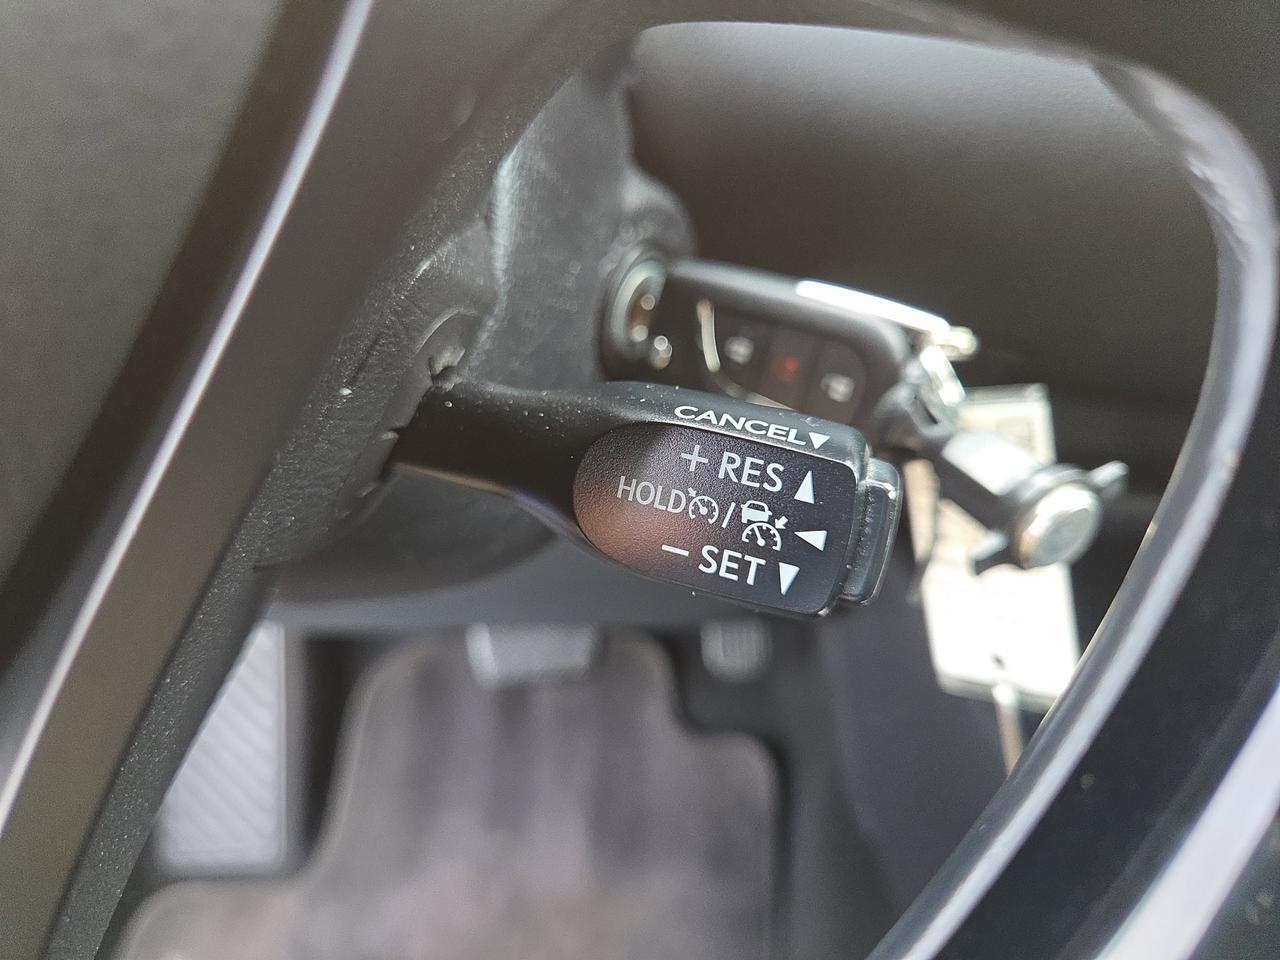 CANCEL▼
+ RES ▲
HOLD /
− SET ▼